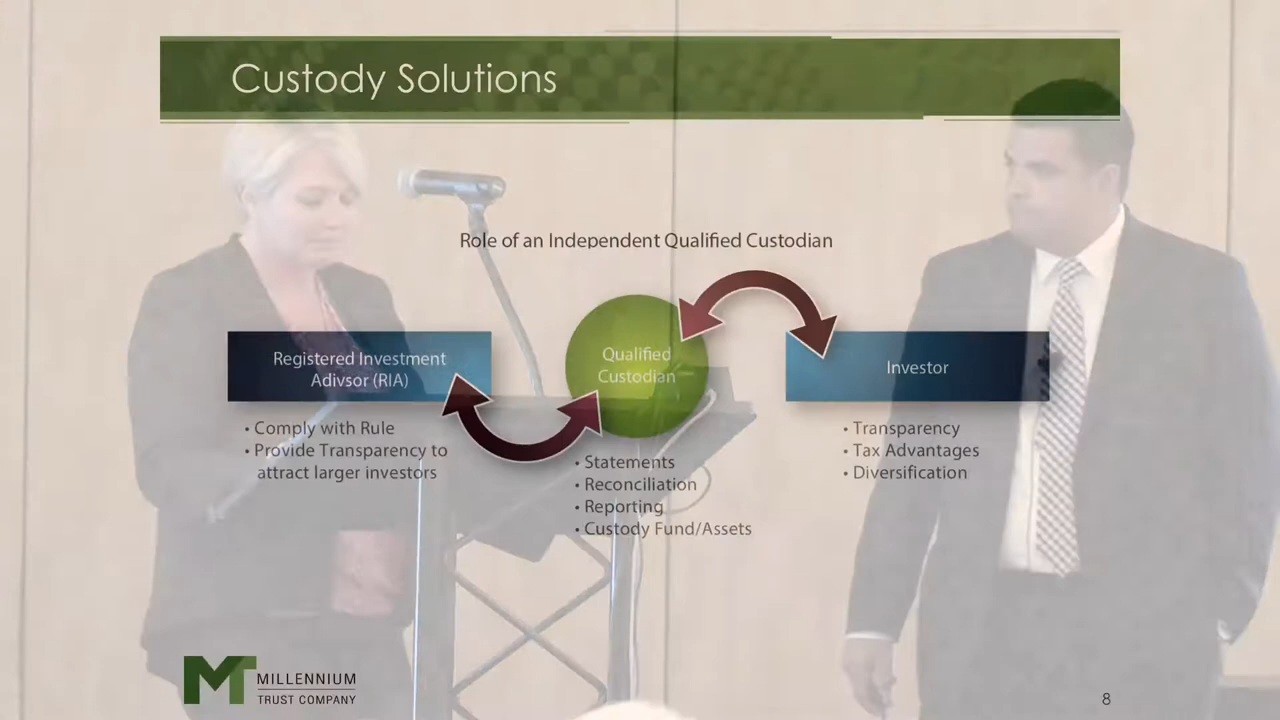 Custody Solutions
Role of an Independent Qualified Custodian
Registered Investment
Adivsor (RIA)
• Comply with Rule
• Provide Transparency to
attract larger investors
Qualified
Custodian
• Statements
• Reconciliation
• Reporting
• Custody Fund/Assets
Investor
• Transparency
• Tax Advantages
• Diversification
MT MILLENNIUM
TRUST COMPANY
8